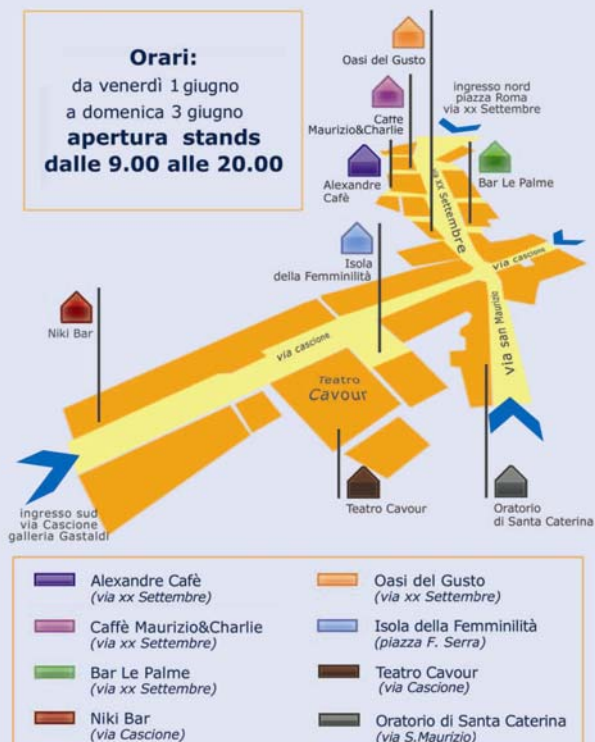 Orari:
da venerdì 1 giugno
a domenica 3 giugno
apertura stands
dalle 9.00 alle 20.00
Oasi del Gusto
Caffe
Maurizio&Charlie
ingresso nord
piazza Roma
via xx Settembre
Alexandre
Cafè
Bar Le Palme
via xx Settembre
Isola
della Femminilità
via cascione
Niki Bar
via cascione
via san Maurizio
Teatro
Cavour
Teatro Cavour
Oratorio
di Santa Caterina
ingresso sud
via Cascione
galleria Gastaldi
Alexandre Cafè
(via xx Settembre)
Caffè Maurizio&Charlie
(via xx Settembre)
Bar Le Palme
(via xx Settembre)
Niki Bar
(via Cascione)
Oasi del Gusto
(via xx Settembre)
Isola della Femminilità
(piazza F. Serra)
Teatro Cavour
(via Cascione)
Oratorio di Santa Caterina
(via S.Maurizio)